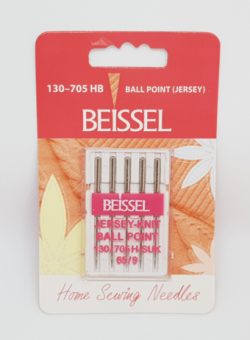 130-705 HB BALL POINT (JERSEY)
BEISSEL
BEISSEL
JERSEY-KNIT
BALL POINT
130/705 H-SUK
65/9
Home Sewing Needles